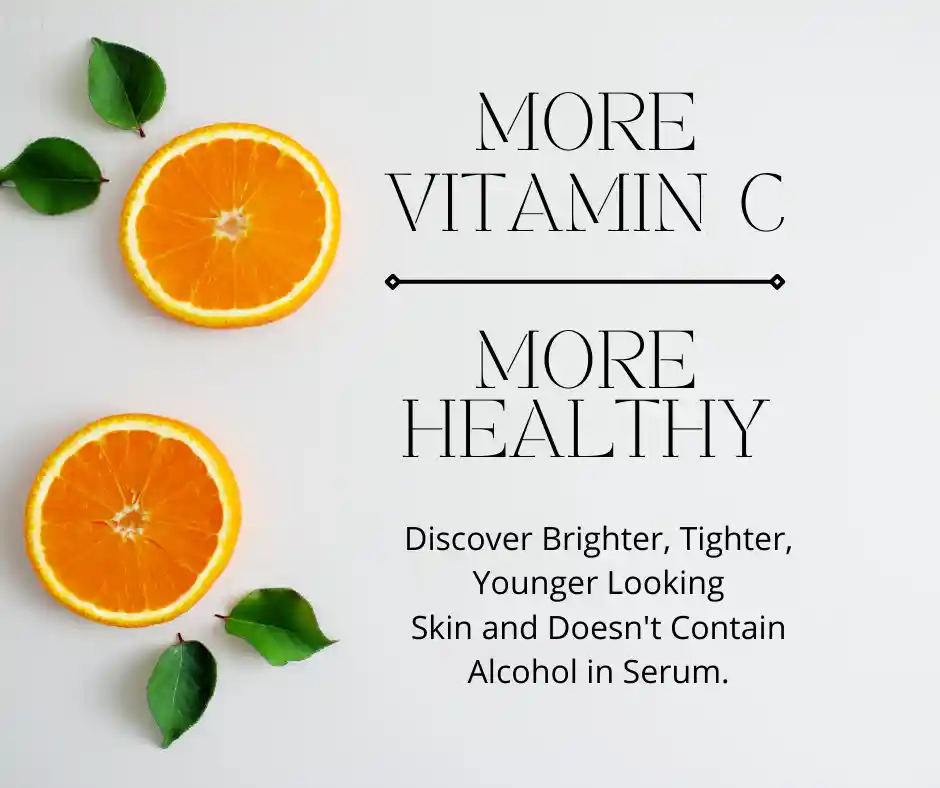 MORE
VITAMIN C
MORE
HEALTHY
Discover Brighter, Tighter,
Younger Looking
Skin and Doesn't Contain
Alcohol in Serum.